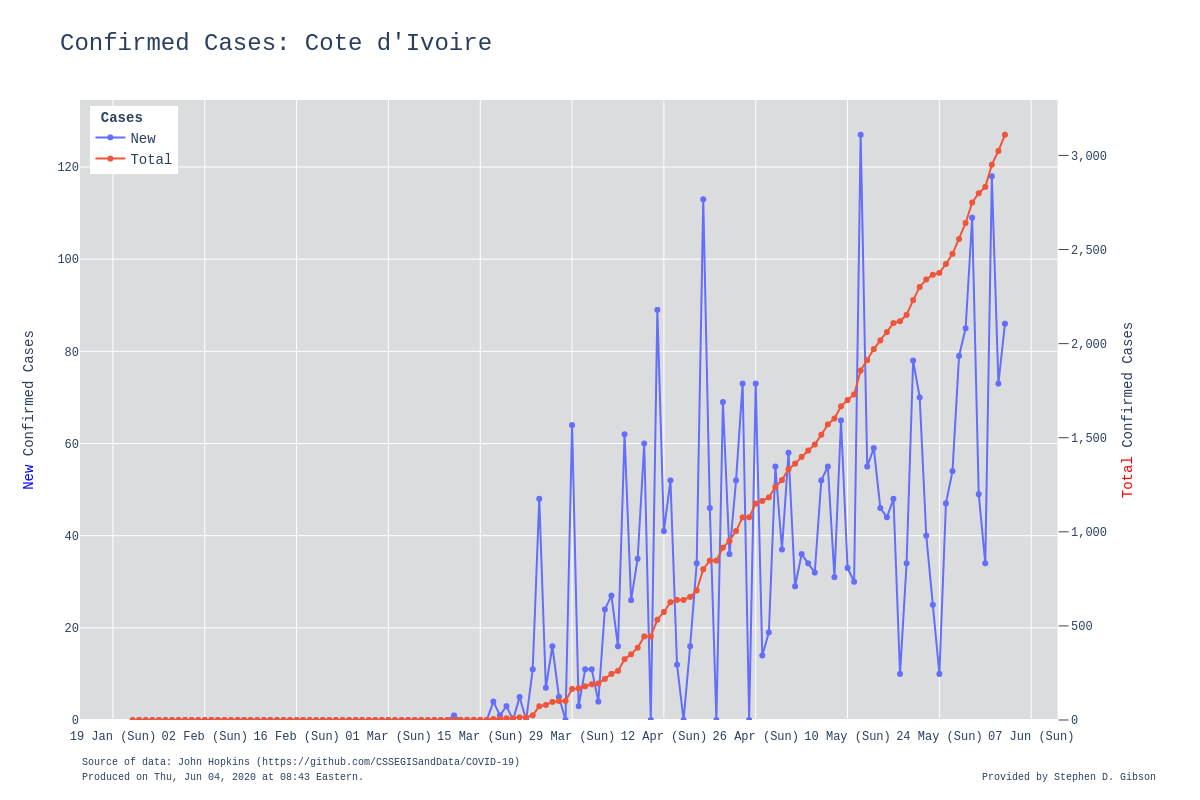 Confirmed Cases: Cote d'Ivoire
Cases
New
Total
120
100
80
60
40
20
0
3,000
2,500
2,000
1,500
1,000
500
0
New Confirmed Cases
Total Confirmed Cases
19 Jan (Sun) 02 Feb (Sun) 16 Feb (Sun) 01 Mar (Sun) 15 Mar (Sun) 29 Mar (Sun) 12 Apr (Sun) 26 Apr (Sun) 10 May (Sun) 24 May (Sun) 07 Jun (Sun)
Source of data: John Hopkins (https://github.com/CSSEGISandData/COVID-19)
Produced on Thu, Jun 04, 2020 at 08:43 Eastern.
Provided by Stephen D. Gibson